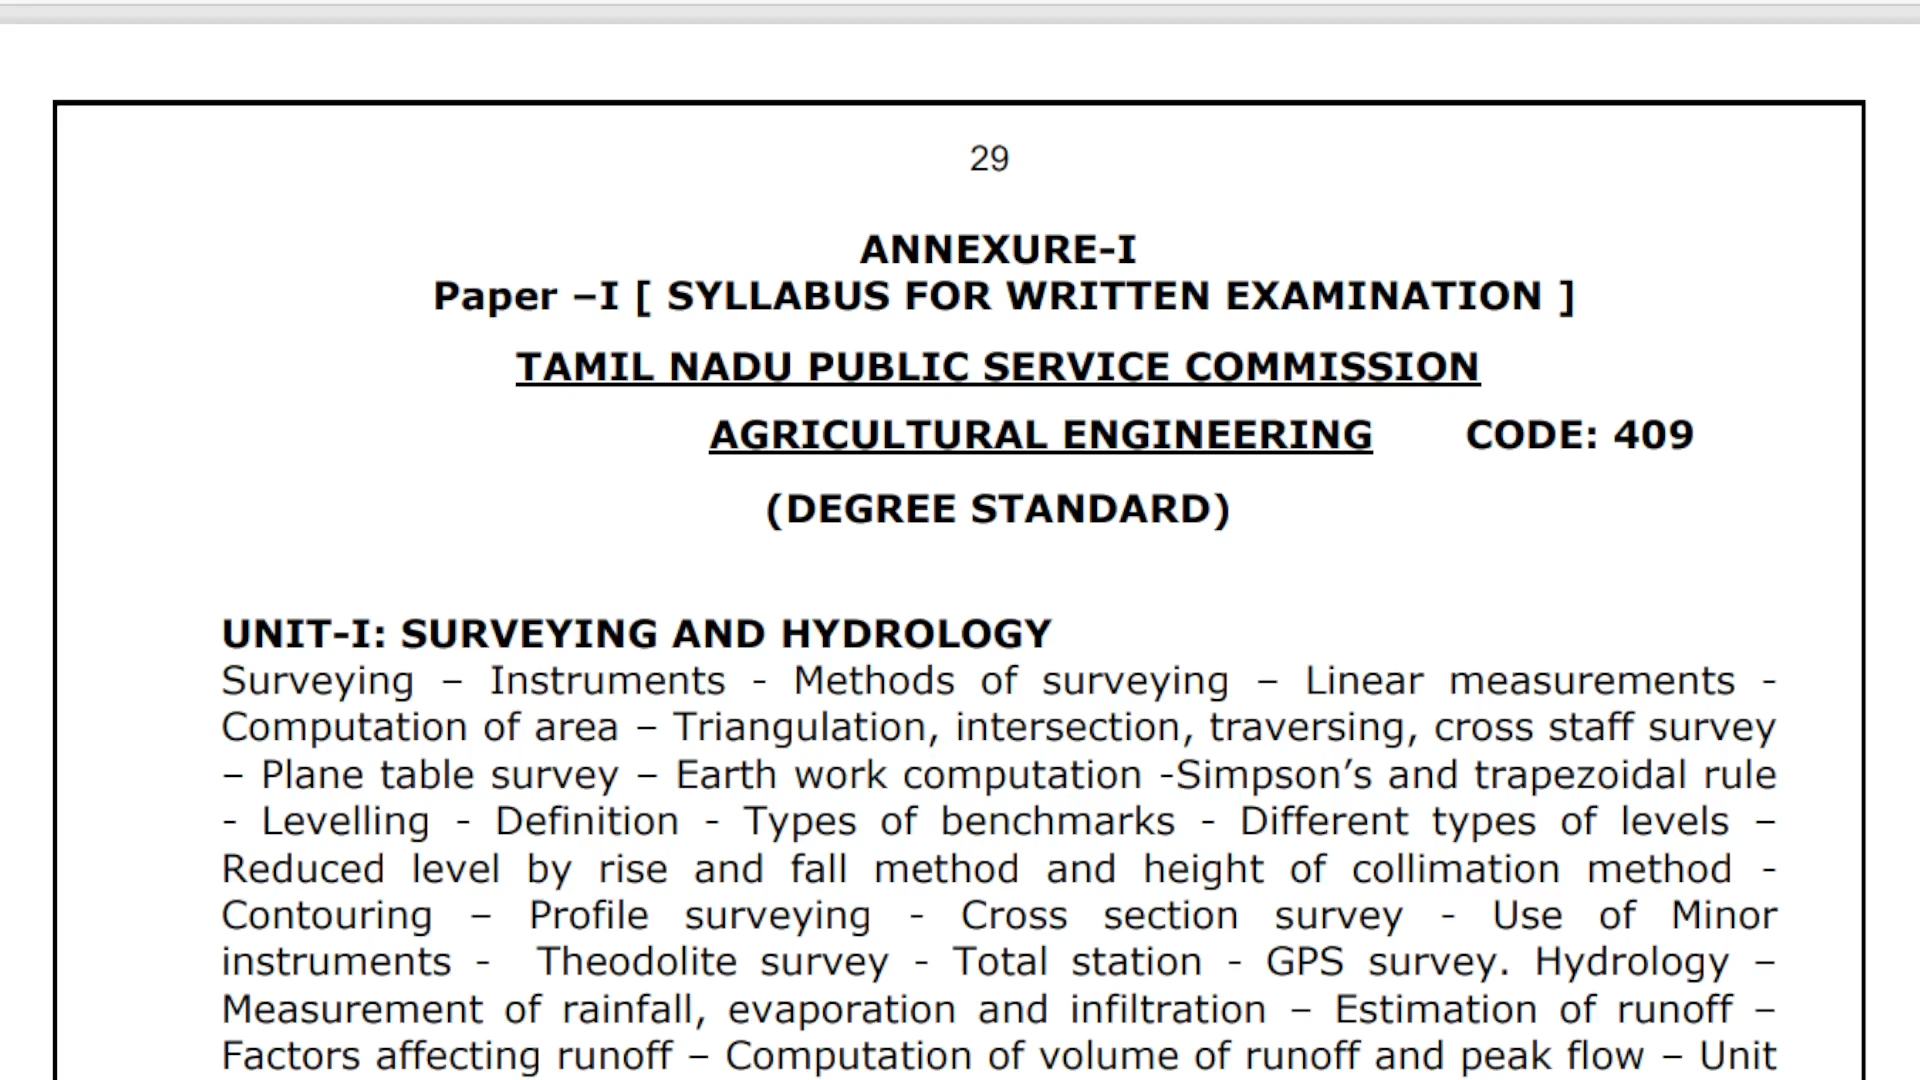 29
ANNEXURE-I
Paper –I [ SYLLABUS FOR WRITTEN EXAMINATION ]
TAMIL NADU PUBLIC SERVICE COMMISSION
AGRICULTURAL ENGINEERING CODE: 409
(DEGREE STANDARD)
UNIT-I: SURVEYING AND HYDROLOGY
Surveying – Instruments - Methods of surveying – Linear measurements -
Computation of area – Triangulation, intersection, traversing, cross staff survey
– Plane table survey – Earth work computation -Simpson’s and trapezoidal rule
- Levelling - Definition - Types of benchmarks - Different types of levels –
Reduced level by rise and fall method and height of collimation method -
Contouring – Profile surveying - Cross section survey - Use of Minor
instruments - Theodolite survey - Total station - GPS survey. Hydrology –
Measurement of rainfall, evaporation and infiltration – Estimation of runoff –
Factors affecting runoff – Computation of volume of runoff and peak flow – Unit